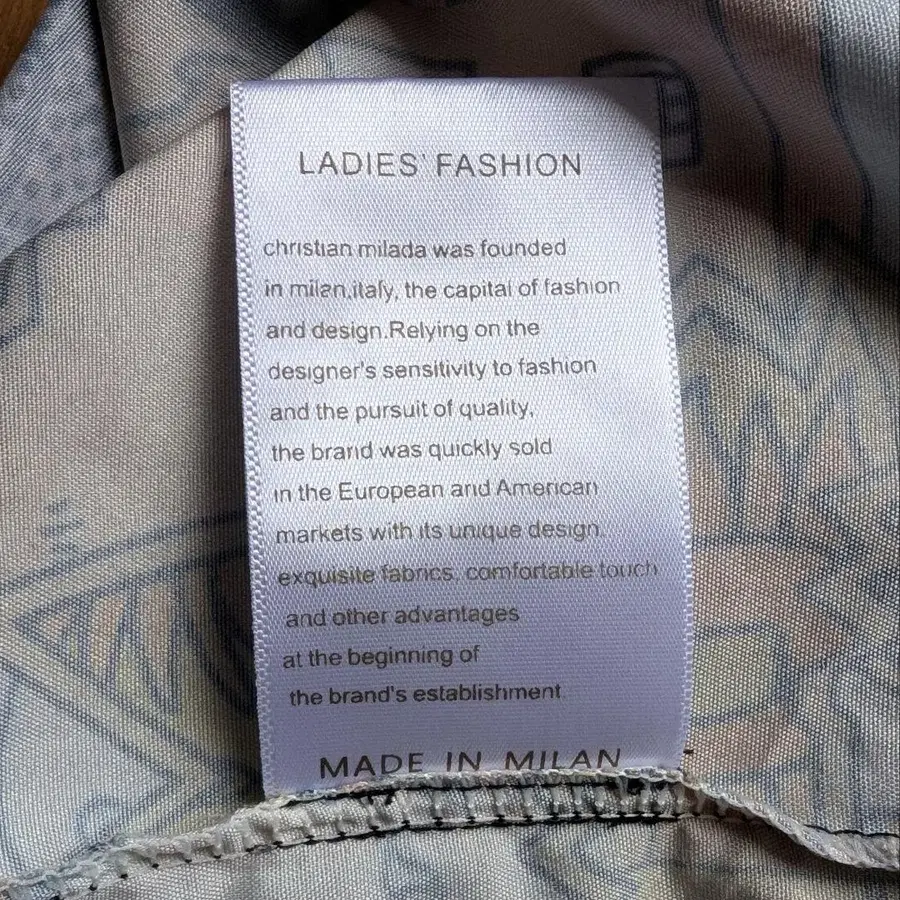 LADIES' FASHION
christian milada was founded
in milan,italy, the capital of fashion
and design.Relying on the
designer's sensitivity to fashion
and the pursuit of quality,
the brand was quickly sold
in the European and American
markets with its unique design,
exquisite fabrics, comfortable touch
and other advantages
at the beginning of
the brand's establishment.
MADE IN MILAN